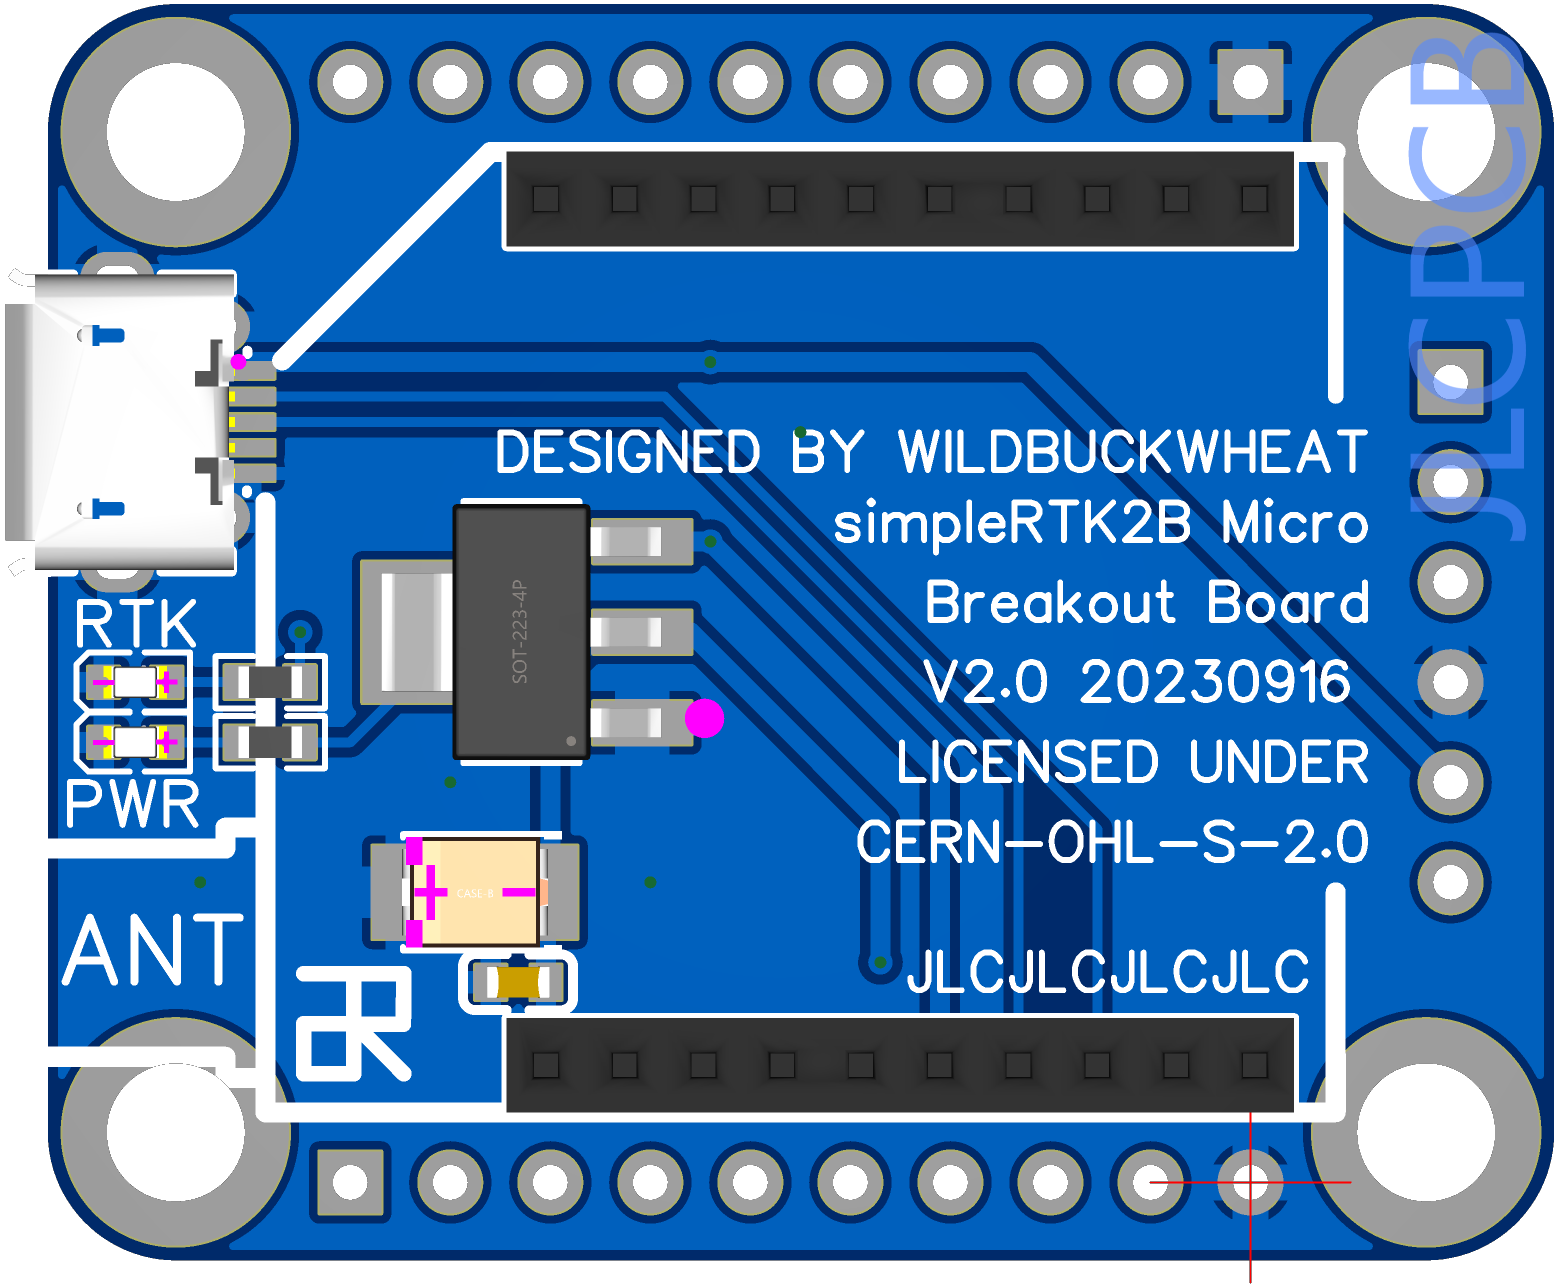 JLCPCB
DESIGNED BY WILDBUCKWHEAT
simpleRTK2B Micro
Breakout Board
V2.0 20230916
LICENSED UNDER
CERN-OHL-S-2.0
JLCJLCJLCJLC
SOT-223-4P
RTK
PWR
CASE-B
ANT